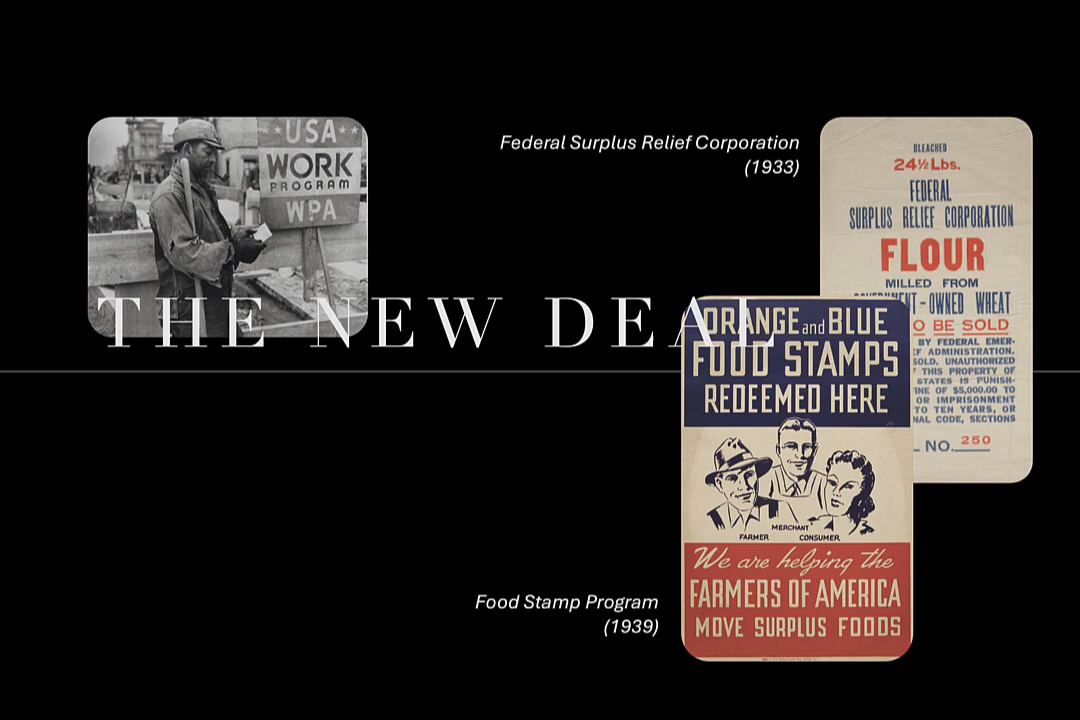 USA
WORK
PROGRAM
WPA
THE NEW DEAL
Federal Surplus Relief Corporation
(1933)
BLEACHED
24½ Lbs.
FEDERAL
SURPLUS RELIEF CORPORATION
FLOUR
MILLED FROM
GOVERNMENT-OWNED WHEAT
O BE SOLD
BY FEDERAL EMER-
EF ADMINISTRATION.
SOLD. UNAUTHORIZED
THIS PROPERTY OF
STATES IS PUNISH-
INE OF $5,000.00 TO
OR IMPRISONMENT
TO TEN YEARS, OR
NAL CODE, SECTIONS
NO. 250
ORANGE and BLUE
FOOD STAMPS
REDEEMED HERE
MERCHANT
FARMER CONSUMER
We are helping the
FARMERS OF AMERICA
MOVE SURPLUS FOODS
Food Stamp Program
(1939)